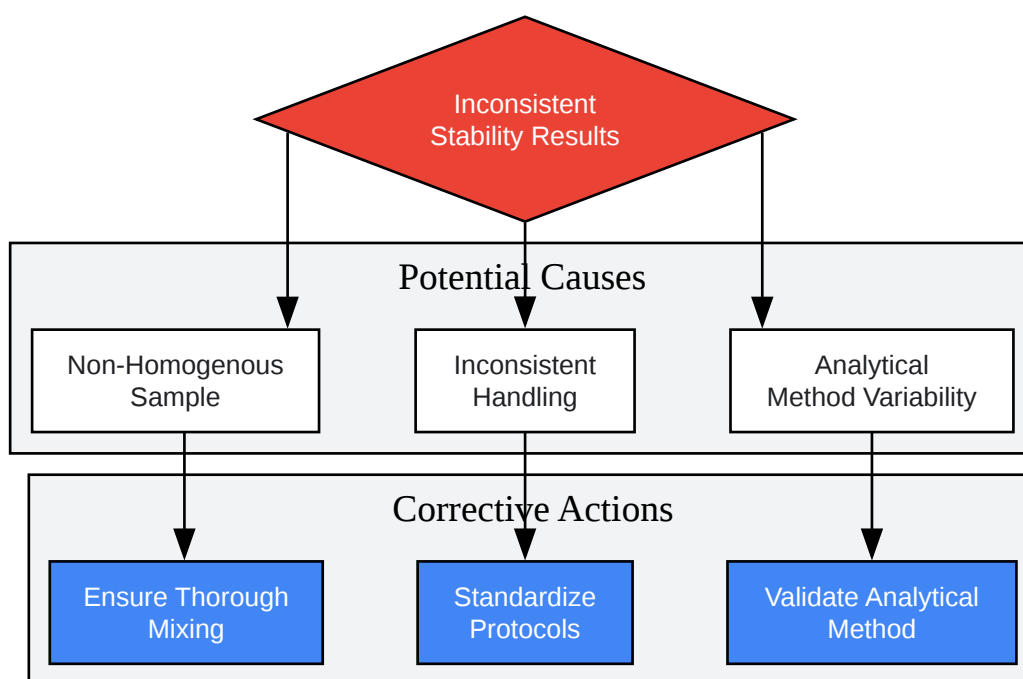 Inconsistent
Stability Results
Potential Causes
Non-Homogenous
Sample
Inconsistent
Handling
Analytical
Method Variability
Corrective Actions
Ensure Thorough
Mixing
Standardize
Protocols
Validate Analytical
Method